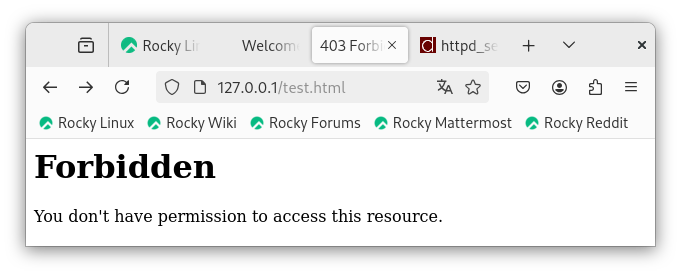 Rocky Lin Welcome 403 Forbi httpd_se
127.0.0.1/test.html
Rocky Linux Rocky Wiki Rocky Forums Rocky Mattermost Rocky Reddit
Forbidden
You don't have permission to access this resource.